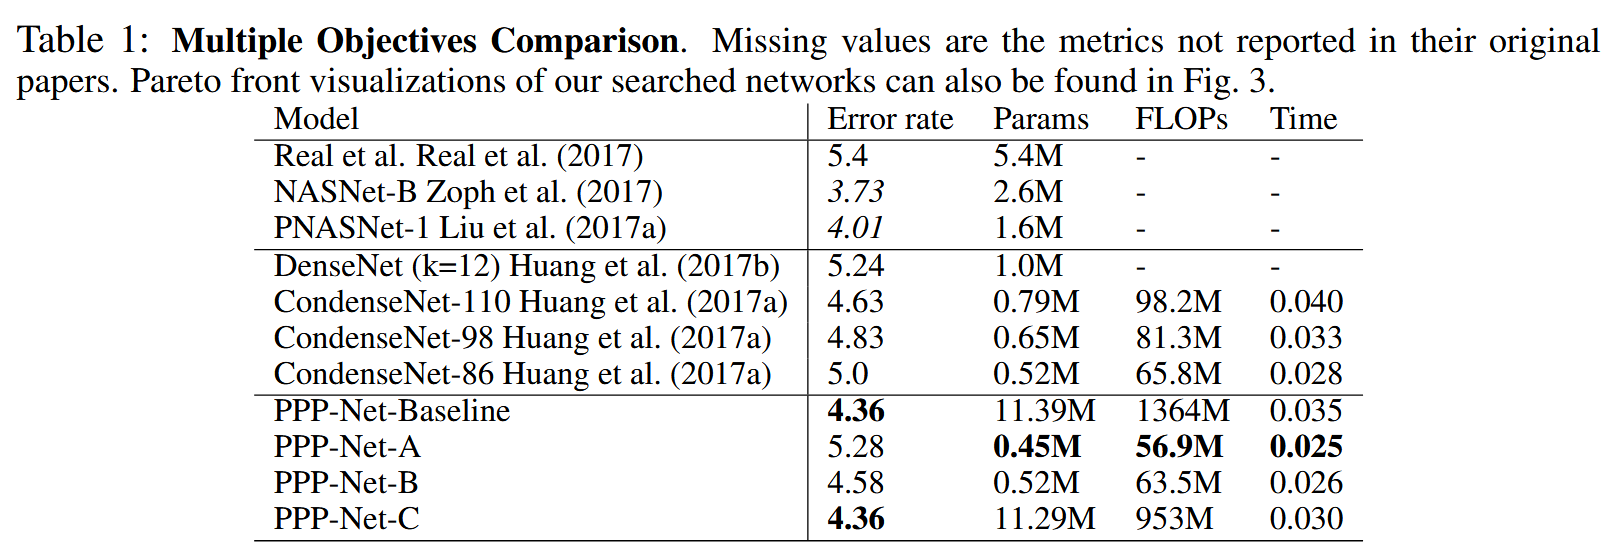 Table 1: Multiple Objectives Comparison. Missing values are the metrics not reported in their original
papers. Pareto front visualizations of our searched networks can also be found in Fig. 3.
Model Error rate Params FLOPs Time
Real et al. Real et al. (2017) 5.4 5.4M - -
NASNet-B Zoph et al. (2017) 3.73 2.6M - -
PNASNet-1 Liu et al. (2017a) 4.01 1.6M - -
DenseNet (k=12) Huang et al. (2017b) 5.24 1.0M - -
CondenseNet-110 Huang et al. (2017a) 4.63 0.79M 98.2M 0.040
CondenseNet-98 Huang et al. (2017a) 4.83 0.65M 81.3M 0.033
CondenseNet-86 Huang et al. (2017a) 5.0 0.52M 65.8M 0.028
PPP-Net-Baseline 4.36 11.39M 1364M 0.035
PPP-Net-A 5.28 0.45M 56.9M 0.025
PPP-Net-B 4.58 0.52M 63.5M 0.026
PPP-Net-C 4.36 11.29M 953M 0.030